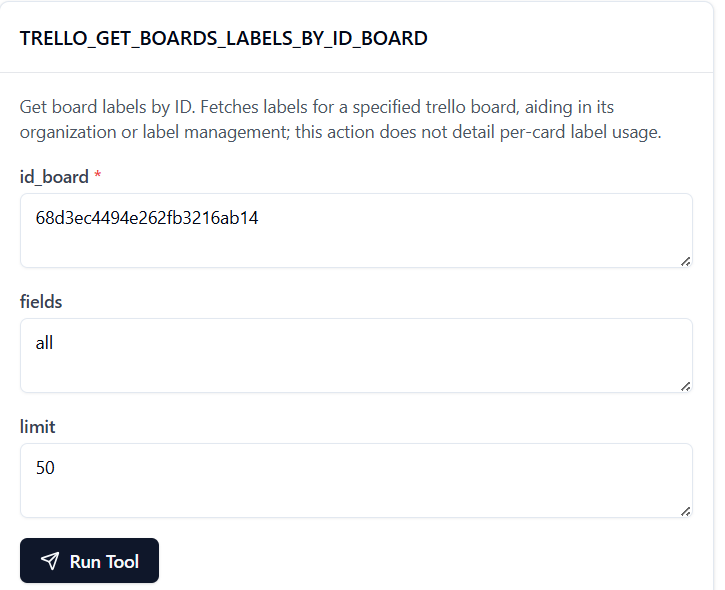 TRELLO_GET_BOARDS_LABELS_BY_ID_BOARD
Get board labels by ID. Fetches labels for a specified trello board, aiding in its
organization or label management; this action does not detail per-card label usage.
id_board *
68d3ec4494e262fb3216ab14
fields
all
limit
50
Run Tool